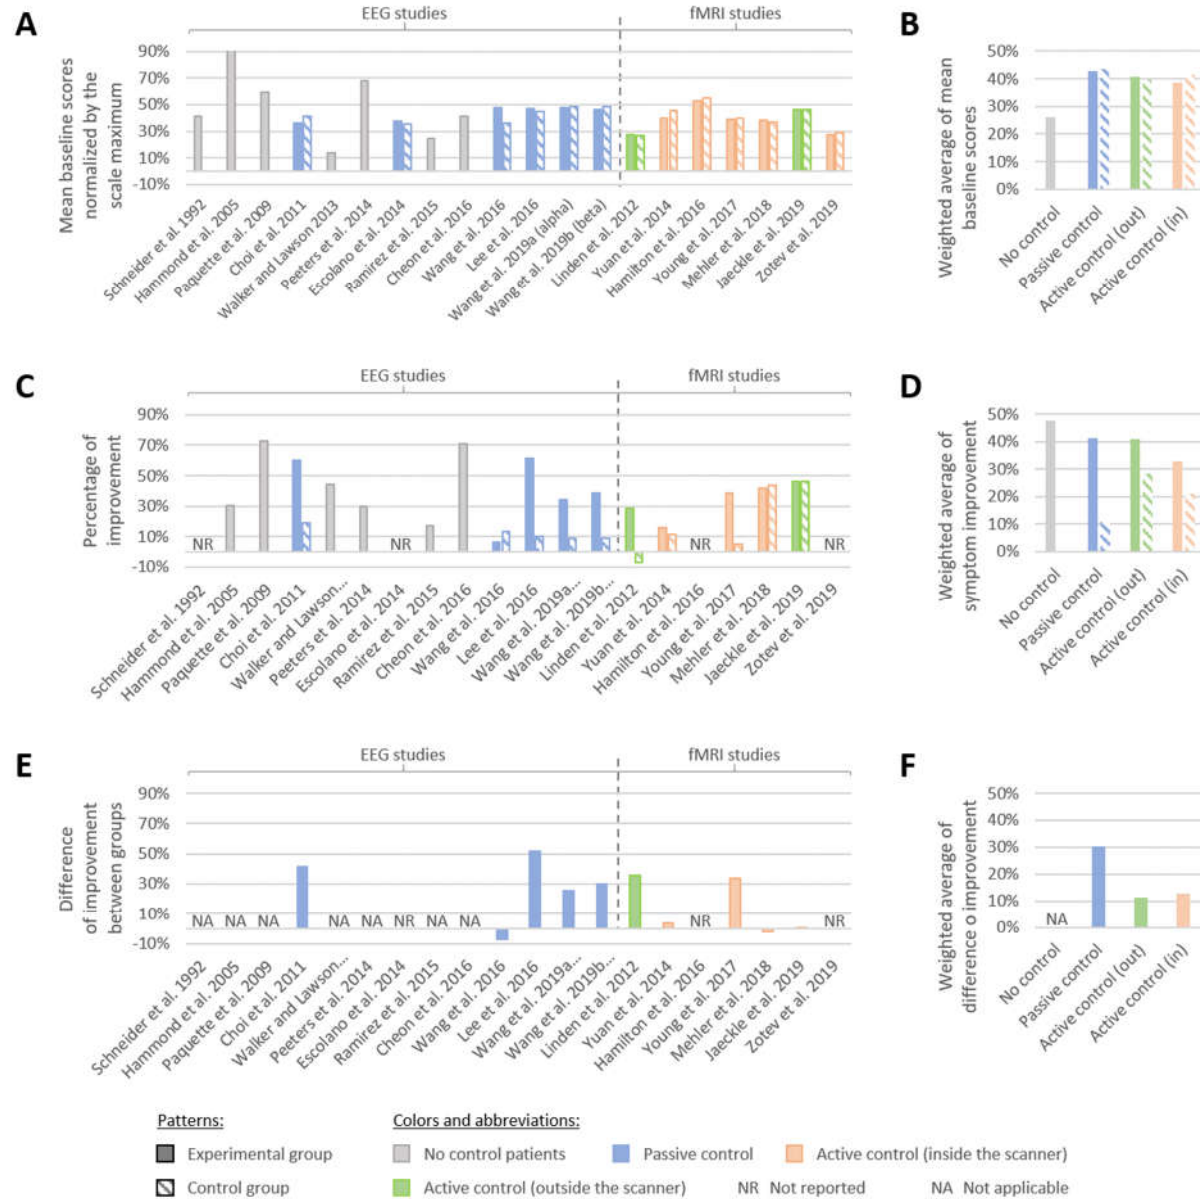 A
EEG studies
fMRI studies
Mean baseline scores
normalized by the
scale maximum
90%
70%
50%
30%
10%
-10%
Schneider et al. 1992
Hammond et al. 2005
Paquette et al. 2009
Choi et al. 2011
Walker and Lawson 2013
Peeters et al. 2014
Escolano et al. 2014
Ramirez et al. 2015
Cheon et al. 2016
Wang et al. 2016
Lee et al. 2016
Wang et al. 2019a (alpha)
Wang et al. 2019b (beta)
Linden et al. 2012
Yuan et al. 2014
Hamilton et al. 2016
Young et al. 2017
Mehler et al. 2018
Jaeckle et al. 2019
Zotev et al. 2019
B
Weighted average of mean
baseline scores
50%
40%
30%
20%
10%
0%
No control
Passive control
Active control (out)
Active control (in)
C
EEG studies
fMRI studies
Percentage of
improvement
90%
70%
50%
30%
10%
-10%
NR
NR
NR
NR
Schneider et al. 1992
Hammond et al. 2005
Paquette et al. 2009
Choi et al. 2011
Walker and Lawson...
Peeters et al. 2014
Escolano et al. 2014
Ramirez et al. 2015
Cheon et al. 2016
Wang et al. 2016
Lee et al. 2016
Wang et al. 2019a...
Wang et al. 2019b...
Linden et al. 2012
Yuan et al. 2014
Hamilton et al. 2016
Young et al. 2017
Mehler et al. 2018
Jaeckle et al. 2019
Zotev et al. 2019
D
Weighted average of
symptom improvement
50%
40%
30%
20%
10%
0%
No control
Passive control
Active control (out)
Active control (in)
E
EEG studies
fMRI studies
Difference
of improvement
between groups
90%
70%
50%
30%
10%
-10%
NA NA NA NA NA NR NA NA NR NR
Schneider et al. 1992
Hammond et al. 2005
Paquette et al. 2009
Choi et al. 2011
Walker and Lawson...
Peeters et al. 2014
Escolano et al. 2014
Ramirez et al. 2015
Cheon et al. 2016
Wang et al. 2016
Lee et al. 2016
Wang et al. 2019a...
Wang et al. 2019b...
Linden et al. 2012
Yuan et al. 2014
Hamilton et al. 2016
Young et al. 2017
Mehler et al. 2018
Jaeckle et al. 2019
Zotev et al. 2019
F
Weighted average of
difference o improvement
50%
40%
30%
20%
10%
0%
NA
No control
Passive control
Active control (out)
Active control (in)
Patterns:
Colors and abbreviations:
Experimental group
No control patients
Passive control
Active control (inside the scanner)
Control group
Active control (outside the scanner)
NR Not reported
NA Not applicable